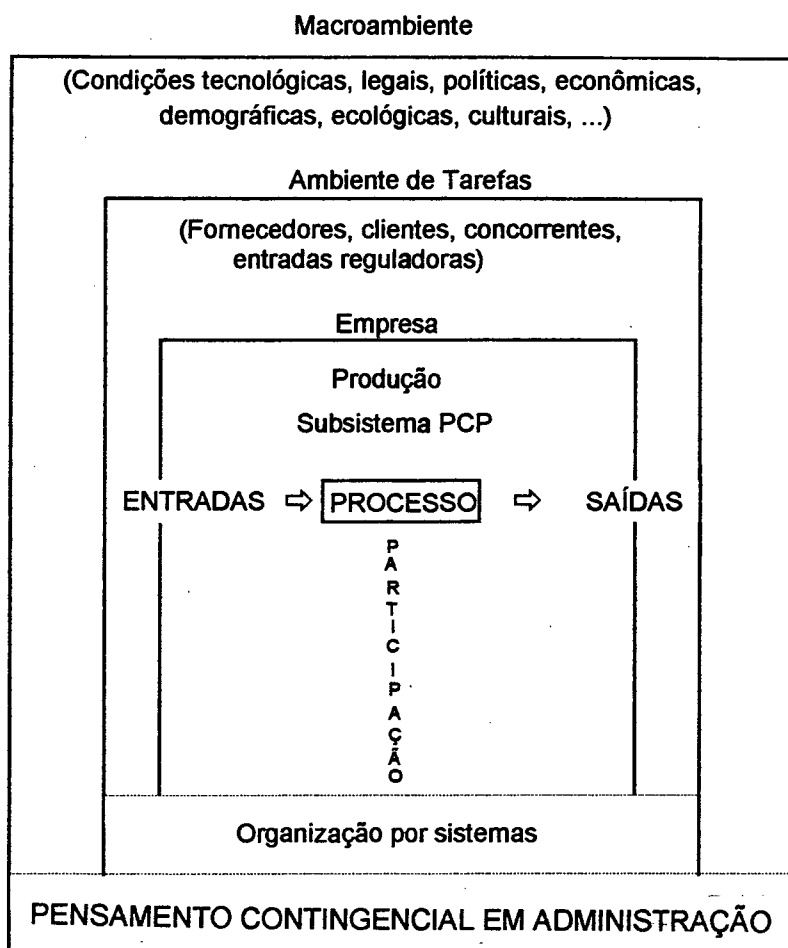 Macroambiente
(Condições tecnológicas, legais, políticas, econômicas,
demográficas, ecológicas, culturais, ...)
Ambiente de Tarefas
(Fornecedores, clientes, concorrentes,
entradas reguladoras)
Empresa
Produção
Subsistema PCP
ENTRADAS ⇨ PROCESSO ⇨ SAÍDAS
PARTICIPAÇÃO
Organização por sistemas
PENSAMENTO CONTINGENCIAL EM ADMINISTRAÇÃO